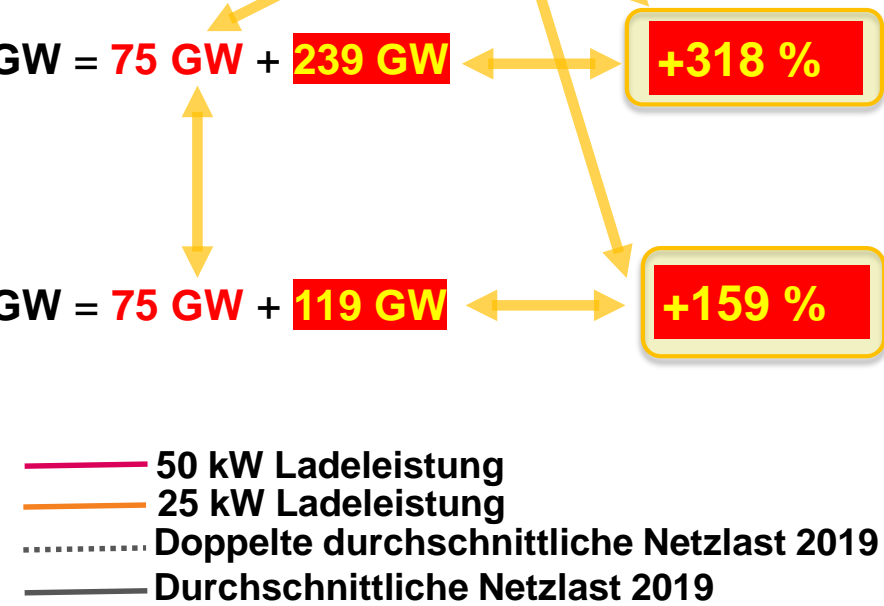 GW = 75 GW + 239 GW +318 %
GW = 75 GW + 119 GW +159 %
50 kW Ladeleistung
25 kW Ladeleistung
Doppelte durchschnittliche Netzlast 2019
Durchschnittliche Netzlast 2019